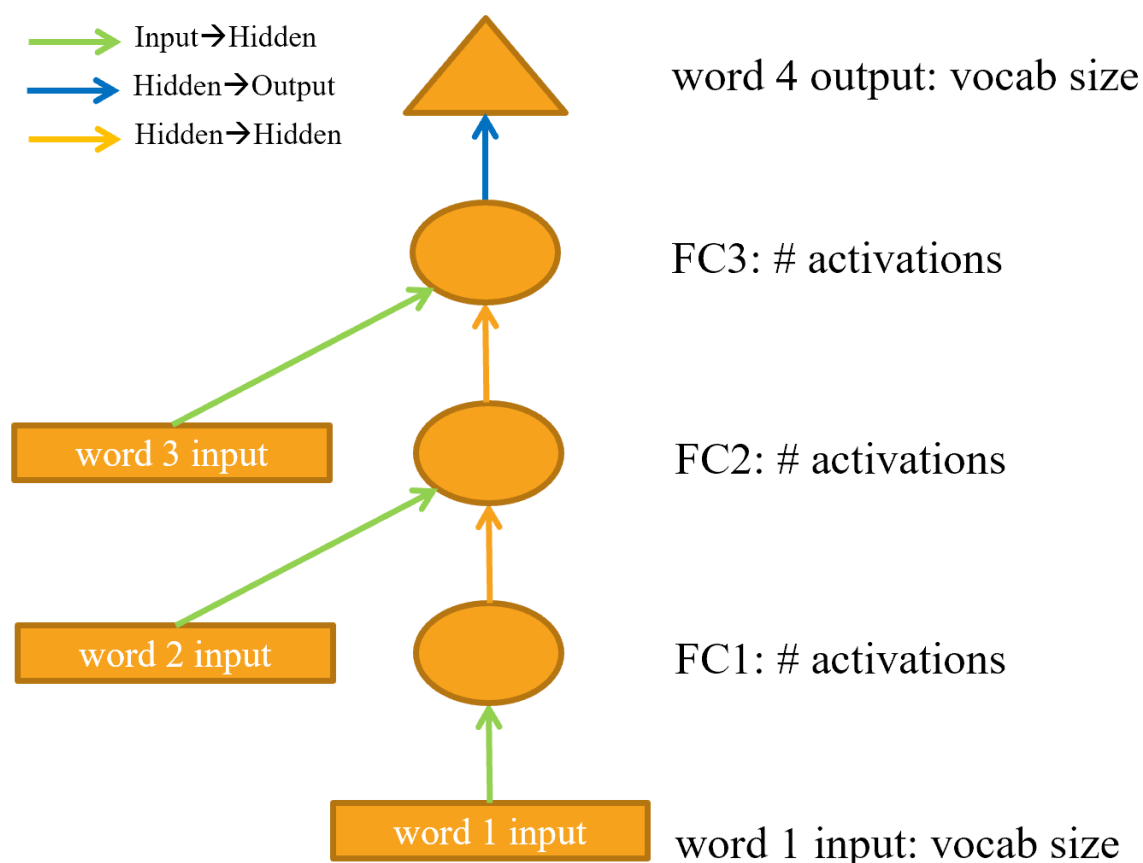 Input→Hidden
Hidden→Output
Hidden→Hidden
word 4 output: vocab size
FC3: # activations
word 3 input
FC2: # activations
word 2 input
FC1: # activations
word 1 input
word 1 input: vocab size